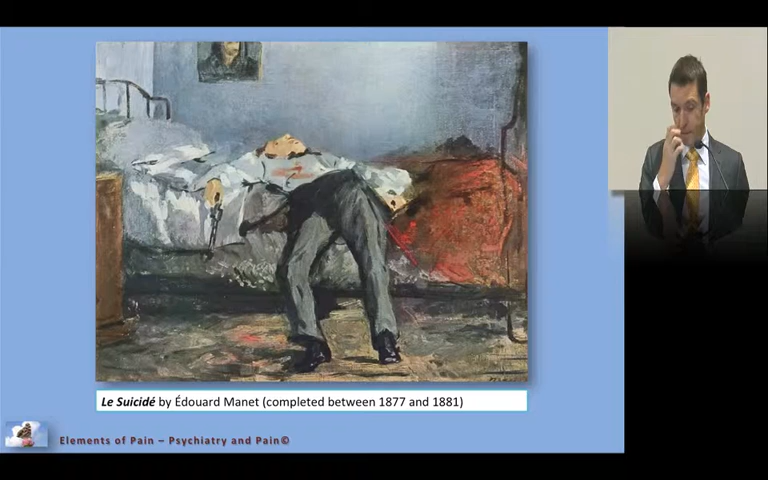 Le Suicidé by Édouard Manet (completed between 1877 and 1881)
Elements of Pain – Psychiatry and Pain©